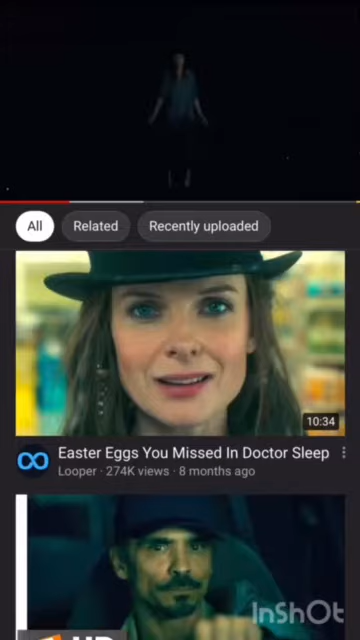 All
Related
Recently uploaded
10:34
Easter Eggs You Missed In Doctor Sleep
Looper · 274K views · 8 months ago
InShOt